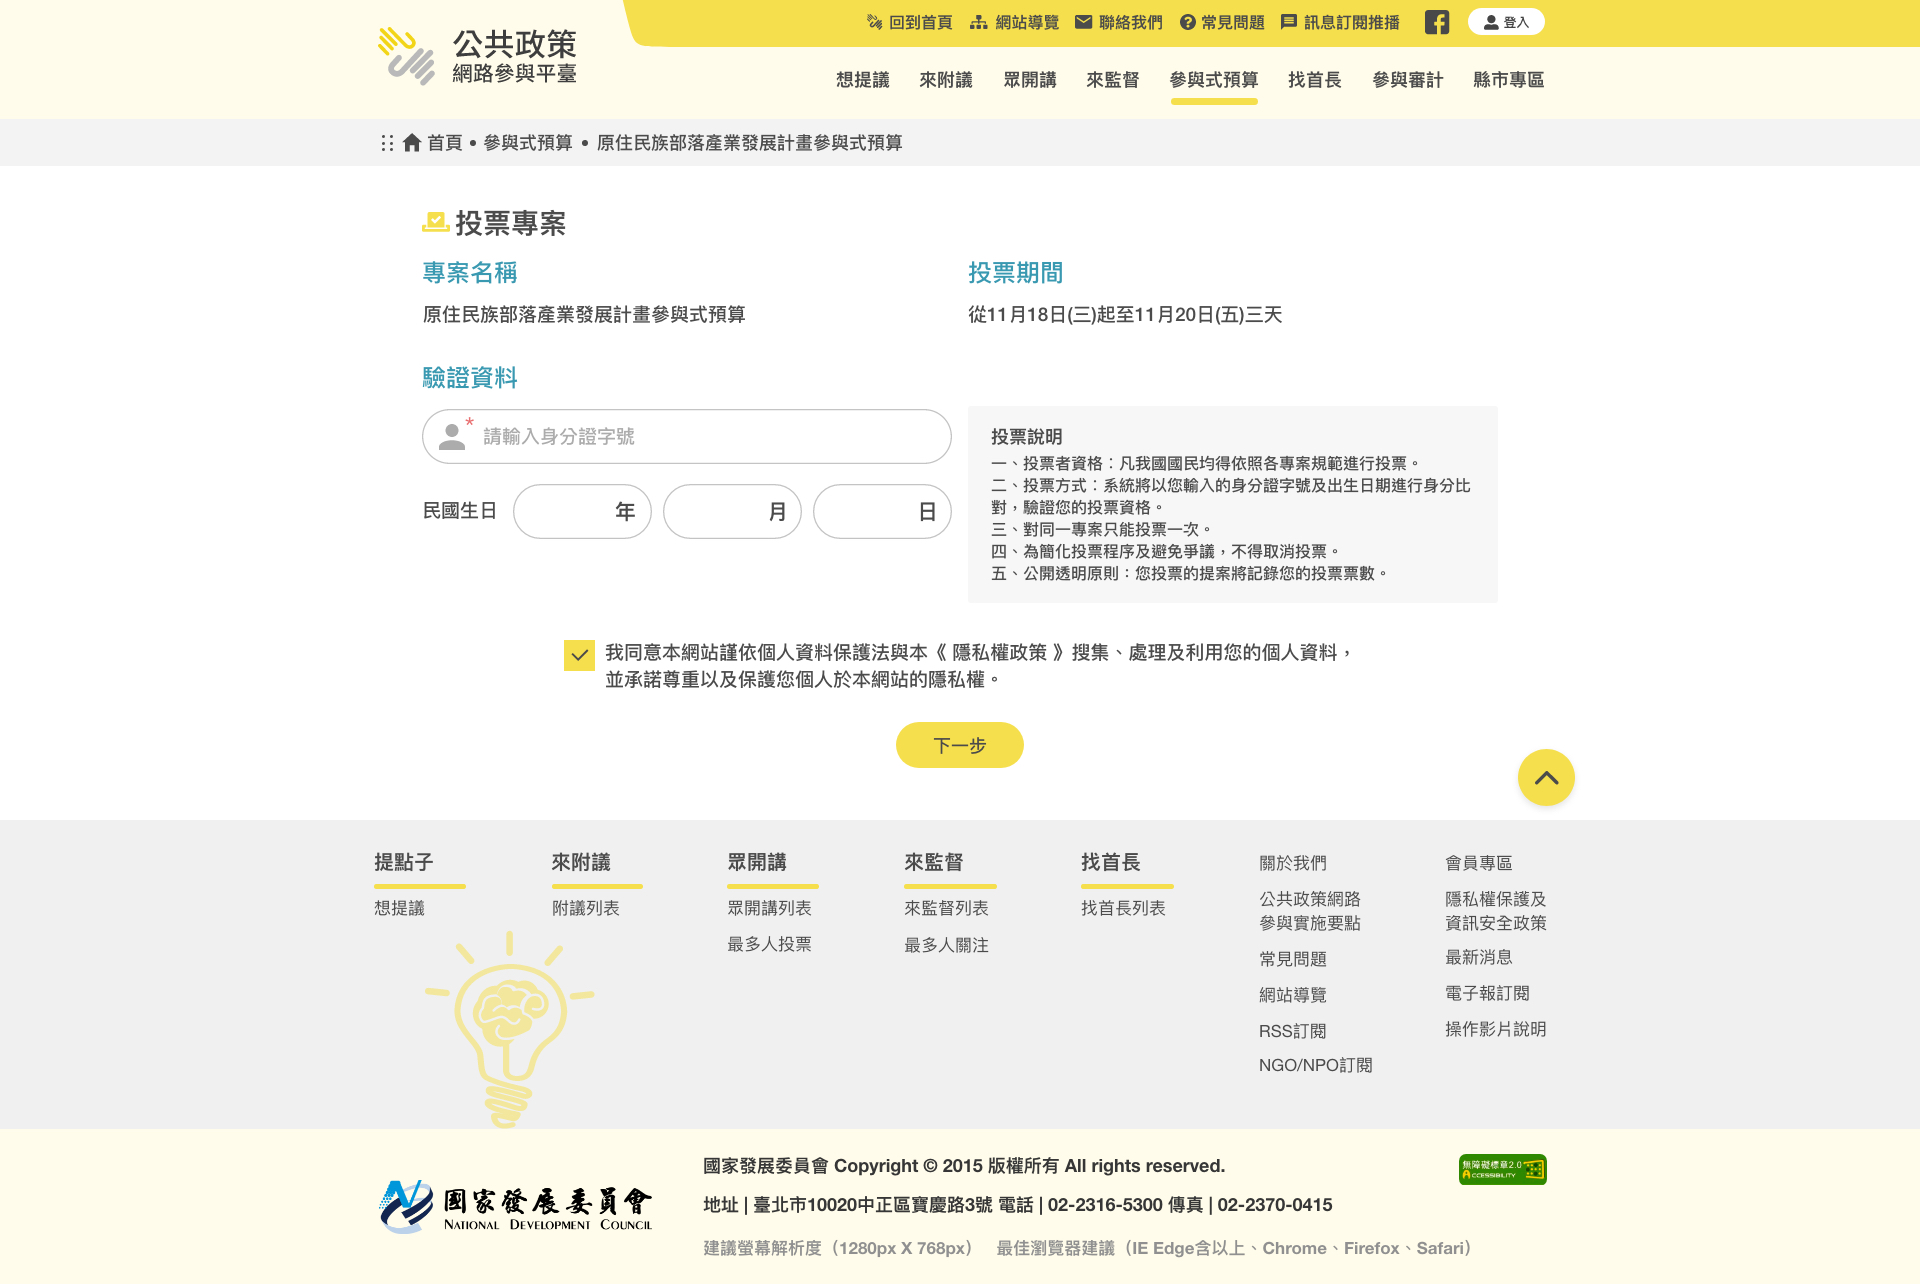 公共政策
網路參與平臺
回到首頁 網站導覽 聯絡我們 常見問題 訊息訂閱推播 登入
想提議 來附議 眾開講 來監督 參與式預算 找首長 參與審計 縣市專區
首頁 • 參與式預算 • 原住民族部落產業發展計畫參與式預算
投票專案
專案名稱
原住民族部落產業發展計畫參與式預算
投票期間
從11月18日(三)起至11月20日(五)三天
驗證資料
* 請輸入身分證字號
民國生日 年 月 日
投票說明
一、投票者資格：凡我國國民均得依照各專案規範進行投票。
二、投票方式：系統將以您輸入的身分證字號及出生日期進行身分比
對，驗證您的投票資格。
三、對同一專案只能投票一次。
四、為簡化投票程序及避免爭議，不得取消投票。
五、公開透明原則：您投票的提案將記錄您的投票票數。
我同意本網站謹依個人資料保護法與本《 隱私權政策 》搜集、處理及利用您的個人資料，
並承諾尊重以及保護您個人於本網站的隱私權。
下一步
提點子
想提議
來附議
附議列表
眾開講
眾開講列表
最多人投票
來監督
來監督列表
最多人關注
找首長
找首長列表
關於我們
公共政策網路
參與實施要點
常見問題
網站導覽
RSS訂閱
NGO/NPO訂閱
會員專區
隱私權保護及
資訊安全政策
最新消息
電子報訂閱
操作影片說明
國家發展委員會
NATIONAL DEVELOPMENT COUNCIL
國家發展委員會 Copyright © 2015 版權所有 All rights reserved.
地址 | 臺北市10020中正區寶慶路3號 電話 | 02-2316-5300 傳真 | 02-2370-0415
建議螢幕解析度（1280px X 768px） 最佳瀏覽器建議（IE Edge含以上、Chrome、Firefox、Safari）
無障礙標章2.0
ACCESSIBILITY